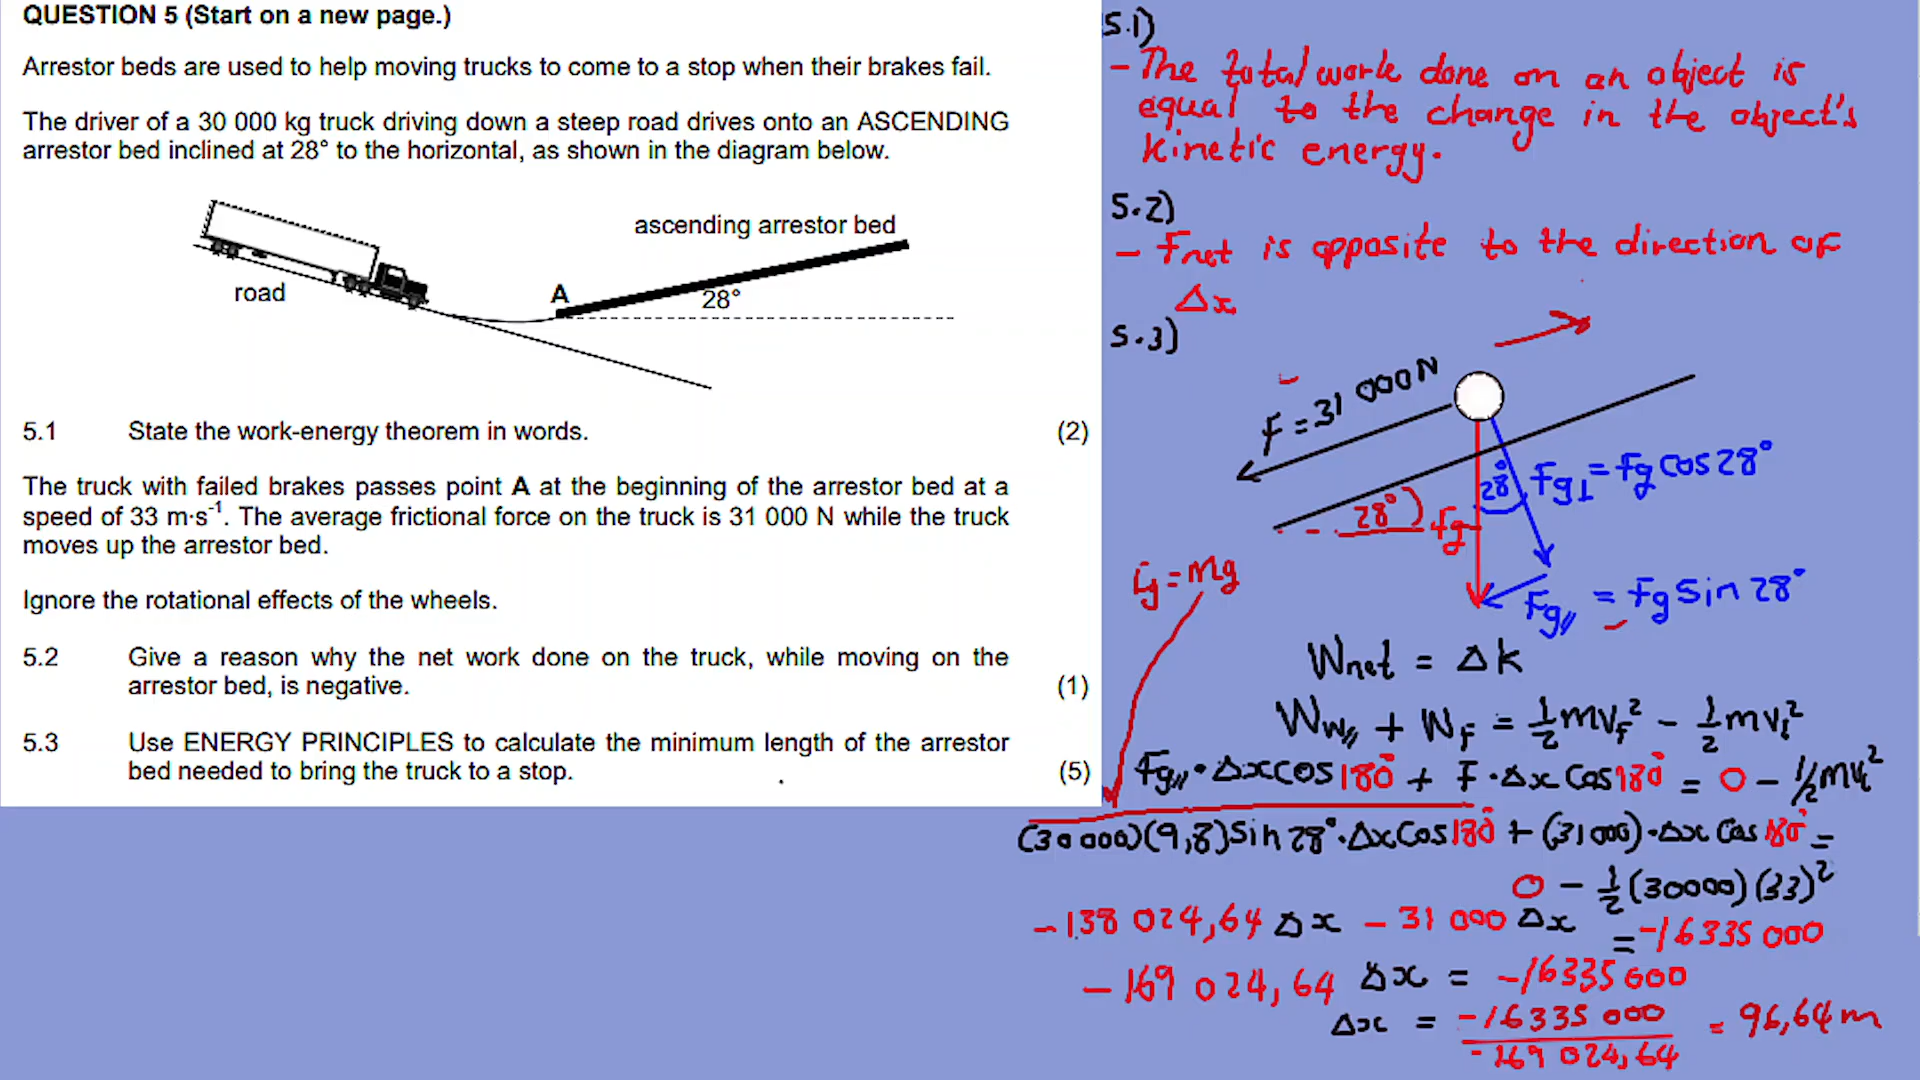 QUESTION 5 (Start on a new page.)
Arrestor beds are used to help moving trucks to come to a stop when their brakes fail.
The driver of a 30 000 kg truck driving down a steep road drives onto an ASCENDING
arrestor bed inclined at 28° to the horizontal, as shown in the diagram below.
ascending arrestor bed
road
A
28°
5.1 State the work-energy theorem in words. (2)
The truck with failed brakes passes point A at the beginning of the arrestor bed at a
speed of 33 m·s⁻¹. The average frictional force on the truck is 31 000 N while the truck
moves up the arrestor bed.
Ignore the rotational effects of the wheels.
5.2 Give a reason why the net work done on the truck, while moving on the
arrestor bed, is negative. (1)
5.3 Use ENERGY PRINCIPLES to calculate the minimum length of the arrestor
bed needed to bring the truck to a stop. (5)
5.1)
- The total work done on an object is
equal to the change in the object's
kinetic energy.
5.2)
- Fnet is opposite to the direction of
Δx
5.3)
F = 31 000N
28° Fg⊥ = Fg cos 28°
28° Fg
Fg = mg
Fg// = Fg sin 28°
Wnet = Δk
Ww// + WF = ½mvf² - ½mvi²
Fg// · Δx cos 180° + F · Δx cos 180° = 0 - ½mvi²
(30 000)(9,8) sin 28° · Δx cos 180° + (31 000) · Δx cos 180° =
0 - ½(30000)(33)²
-138 024,64 Δx - 31 000 Δx = -16335 000
-169 024,64 Δx = -16335 000
Δx = -16335 000 / -169 024,64 = 96,64 m